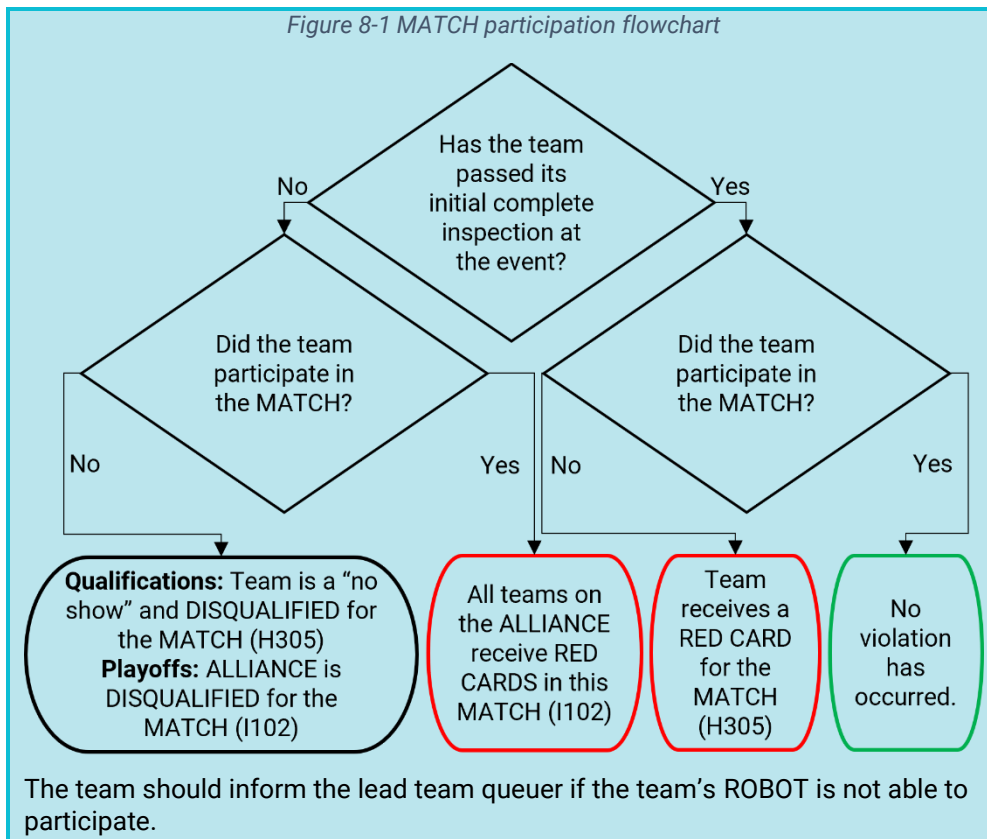 Figure 8-1 MATCH participation flowchart
Has the team
passed its
initial complete
inspection at
the event?
No
Yes
Did the team
participate in
the MATCH?
Did the team
participate in
the MATCH?
No
Yes
No
Yes
Qualifications: Team is a “no
show” and DISQUALIFIED for
the MATCH (H305)
Playoffs: ALLIANCE is
DISQUALIFIED for the
MATCH (I102)
All teams on
the ALLIANCE
receive RED
CARDS in this
MATCH (I102)
Team
receives a
RED CARD
for the
MATCH
(H305)
No
violation
has
occurred.
The team should inform the lead team queuer if the team’s ROBOT is not able to
participate.